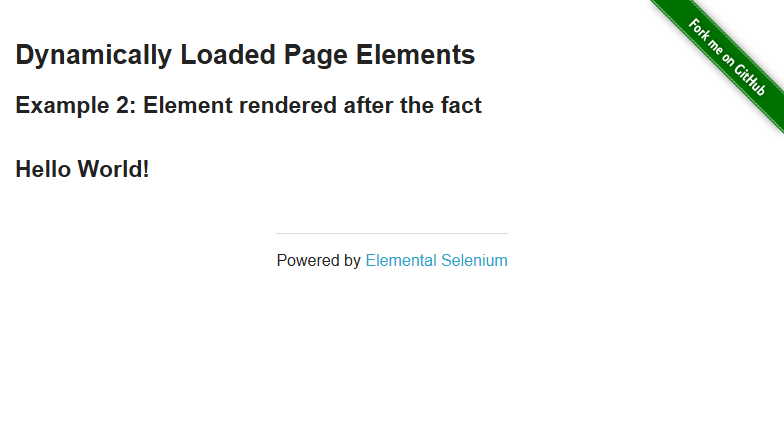 Fork me on GitHub
Dynamically Loaded Page Elements
Example 2: Element rendered after the fact
Hello World!
Powered by Elemental Selenium